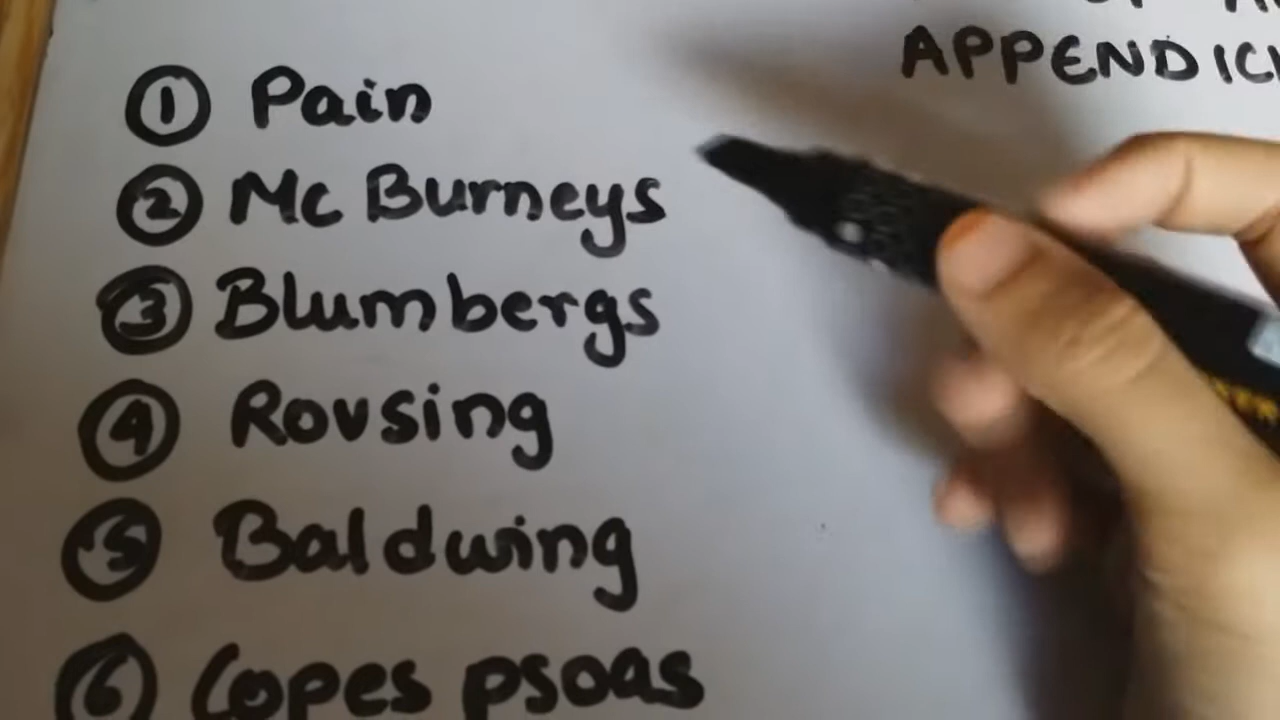 APPENDICI
① Pain
② Mc Burneys
③ Blumbergs
④ Rovsing
⑤ Baldwing
⑥ Copes psoas